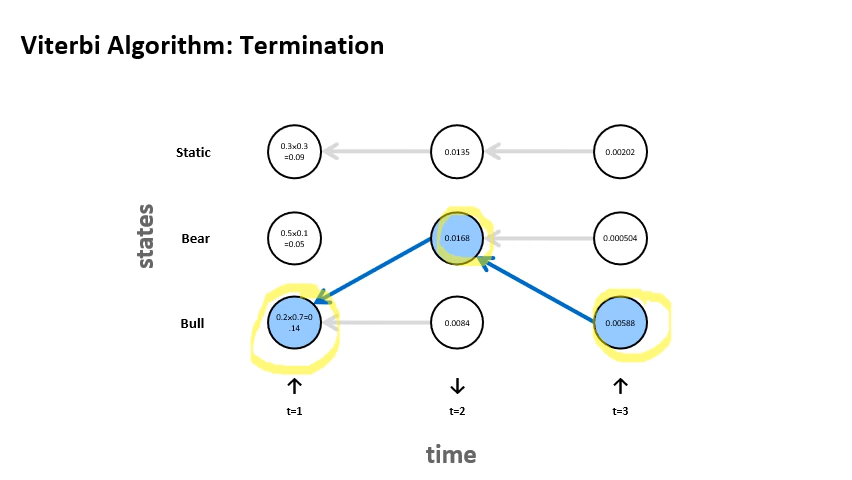 Viterbi Algorithm: Termination
states
Static
0.3x0.3
=0.09
0.0135
0.00202
Bear
0.5x0.1
=0.05
0.0168
0.000504
Bull
0.2x0.7=0
.14
0.0084
0.00588
↑
↓
↑
t=1
t=2
t=3
time